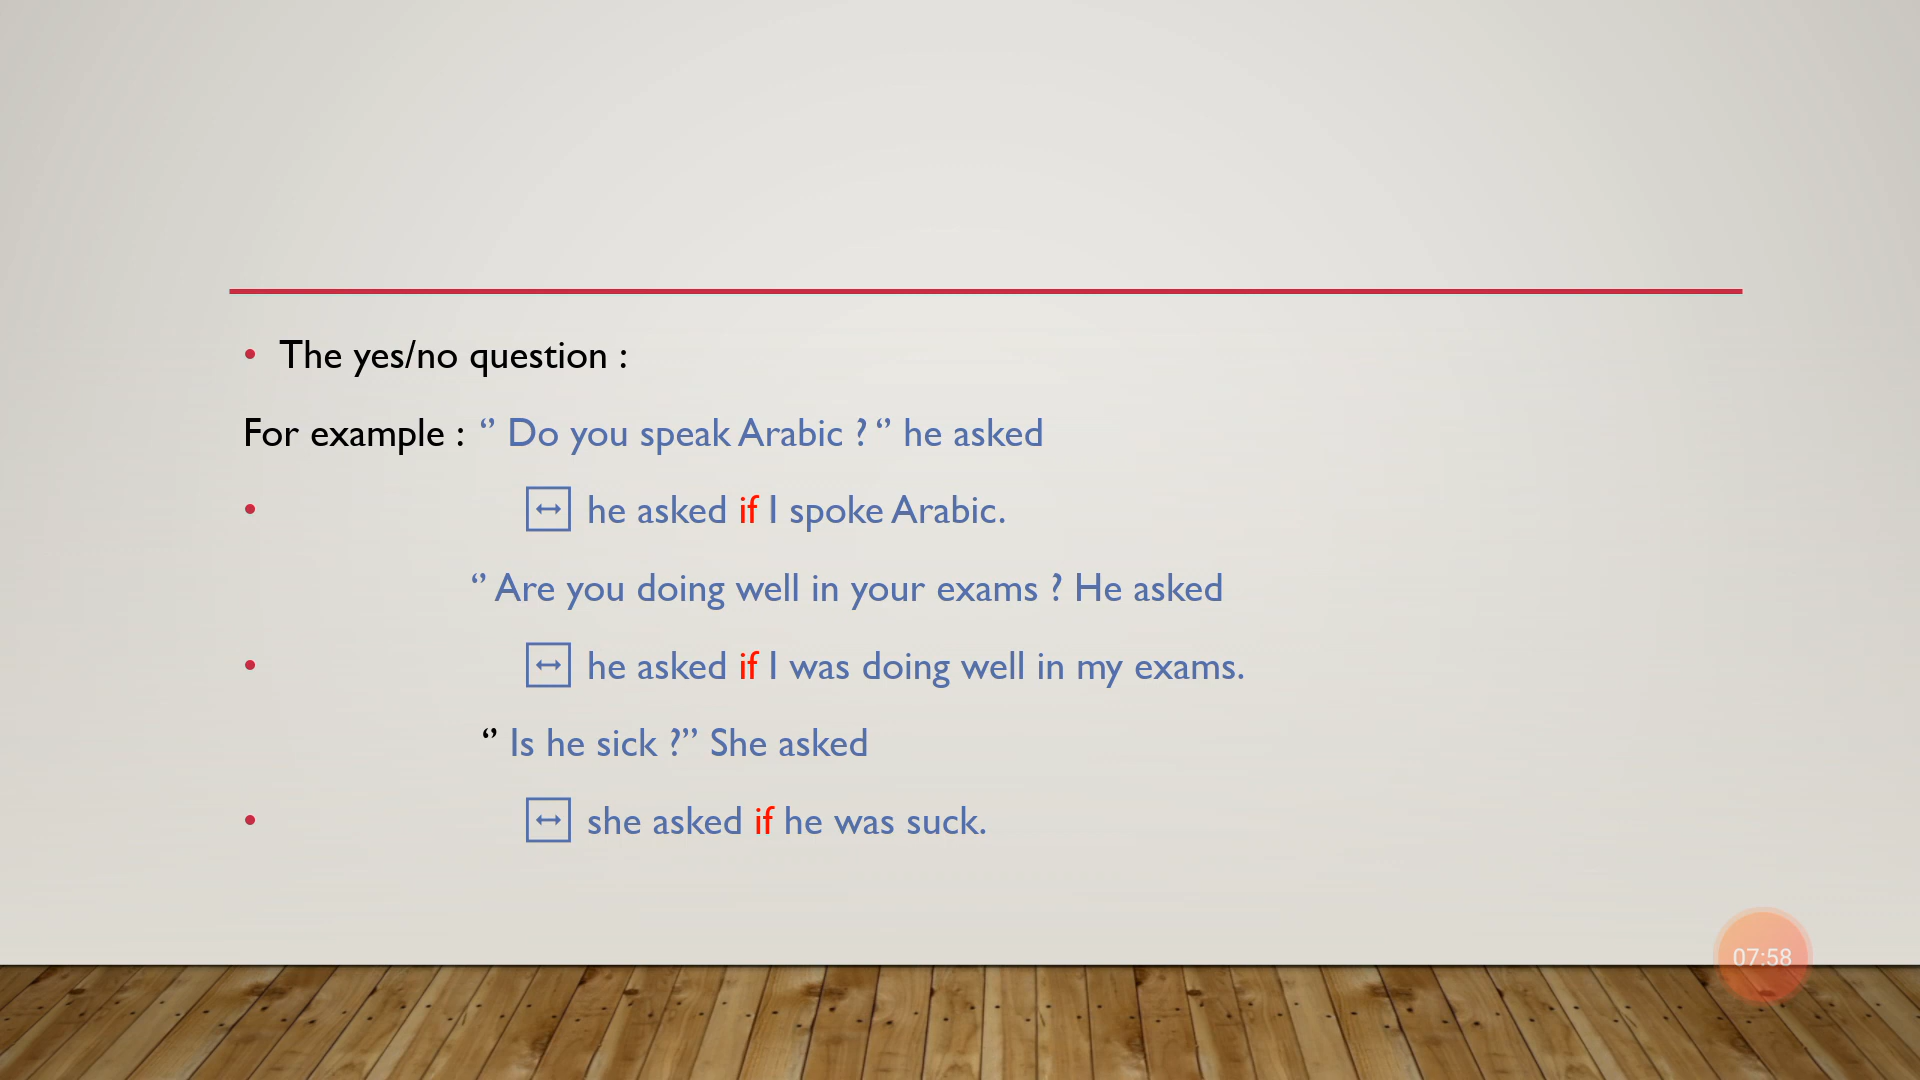 • The yes/no question :
For example : “ Do you speak Arabic ? “ he asked
• ↔ he asked if I spoke Arabic.
“ Are you doing well in your exams ? He asked
• ↔ he asked if I was doing well in my exams.
“ Is he sick ?” She asked
• ↔ she asked if he was suck.
07:58